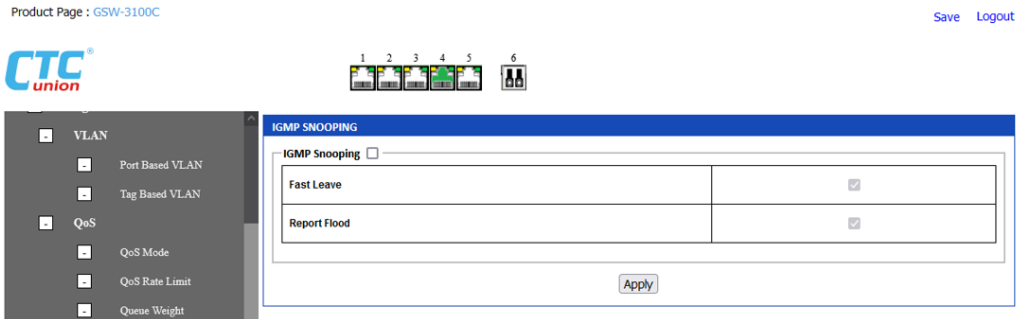 Product Page : GSW-3100C
Save Logout
CTC®
union
1 2 3 4 5 6
VLAN
Port Based VLAN
Tag Based VLAN
QoS
QoS Mode
QoS Rate Limit
Queue Weight
IGMP SNOOPING
IGMP Snooping
Fast Leave
Report Flood
Apply